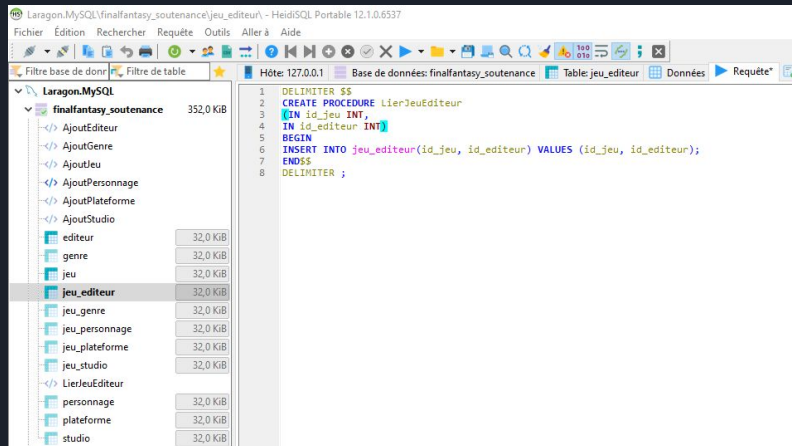 Laragon.MySQL\finalfantasy_soutenance\jeu_editeur\ - HeidiSQL Portable 12.1.0.6537
Fichier Édition Rechercher Requête Outils Aller à Aide
Filtre base de donr Filtre de table
Hôte: 127.0.0.1 Base de données: finalfantasy_soutenance Table: jeu_editeur Données Requête*
Laragon.MySQL
finalfantasy_soutenance 352,0 KiB
AjoutEditeur
AjoutGenre
AjoutJeu
AjoutPersonnage
AjoutPlateforme
AjoutStudio
editeur 32,0 KiB
genre 32,0 KiB
jeu 32,0 KiB
jeu_editeur 32,0 KiB
jeu_genre 32,0 KiB
jeu_personnage 32,0 KiB
jeu_plateforme 32,0 KiB
jeu_studio 32,0 KiB
LierJeuEditeur
personnage 32,0 KiB
plateforme 32,0 KiB
studio 32,0 KiB
1 DELIMITER $$
2 CREATE PROCEDURE LierJeuEditeur
3 (IN id_jeu INT,
4 IN id_editeur INT)
5 BEGIN
6 INSERT INTO jeu_editeur(id_jeu, id_editeur) VALUES (id_jeu, id_editeur);
7 END$$
8 DELIMITER ;